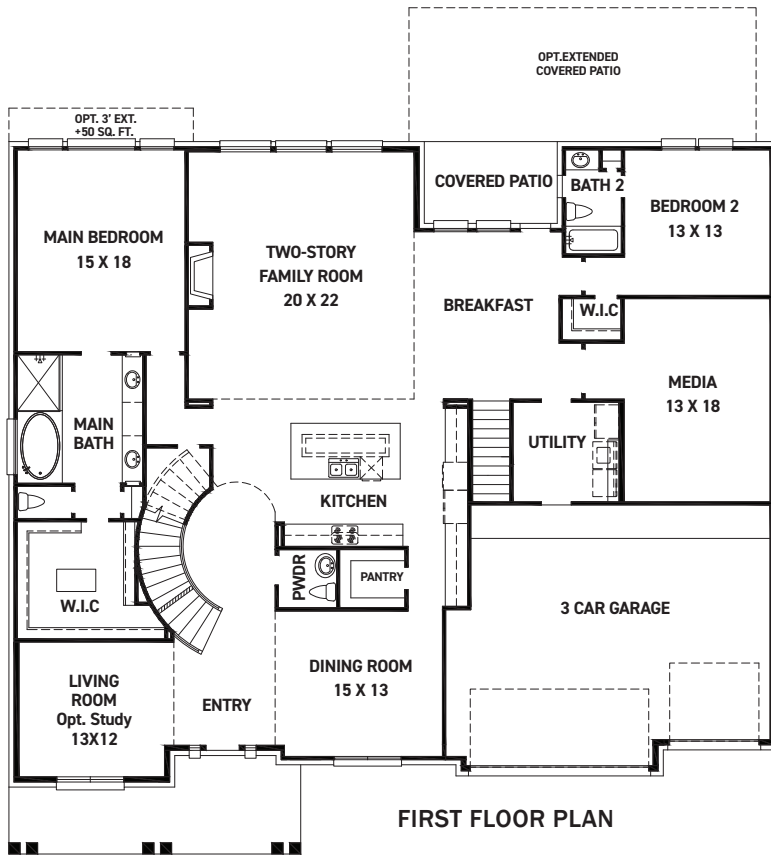 OPT.EXTENDED
COVERED PATIO
OPT. 3' EXT.
+50 SQ. FT.
COVERED PATIO
BATH 2
BEDROOM 2
13 X 13
MAIN BEDROOM
15 X 18
TWO-STORY
FAMILY ROOM
20 X 22
BREAKFAST
W.I.C
MEDIA
13 X 18
MAIN
BATH
UTILITY
KITCHEN
PWDR
PANTRY
W.I.C
3 CAR GARAGE
DINING ROOM
15 X 13
LIVING
ROOM
Opt. Study
13X12
ENTRY
FIRST FLOOR PLAN